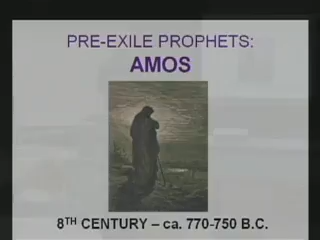 PRE-EXILE PROPHETS:
AMOS
8TH CENTURY – ca. 770-750 B.C.